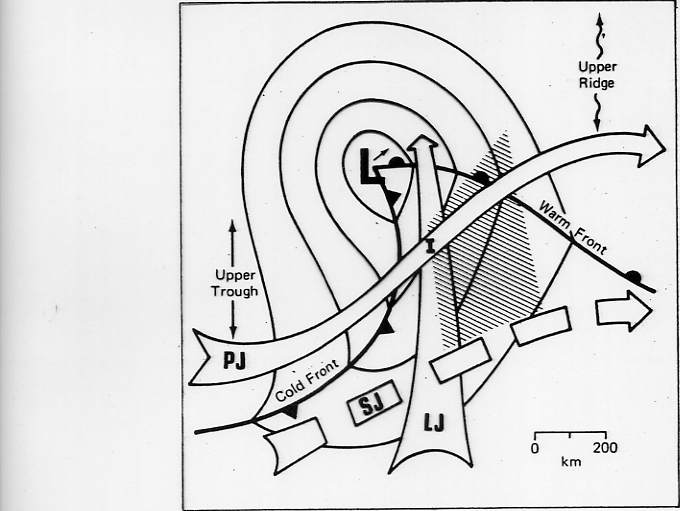 Upper
Ridge
L
I
Warm Front
Upper
Trough
PJ
Cold Front
SJ
LJ
0 200
km